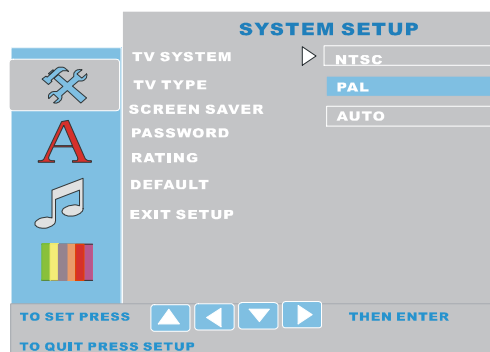 SYSTEM SETUP
TV SYSTEM NTSC
TV TYPE PAL
SCREEN SAVER AUTO
PASSWORD
RATING
DEFAULT
EXIT SETUP
A
TO SET PRESS THEN ENTER
TO QUIT PRESS SETUP